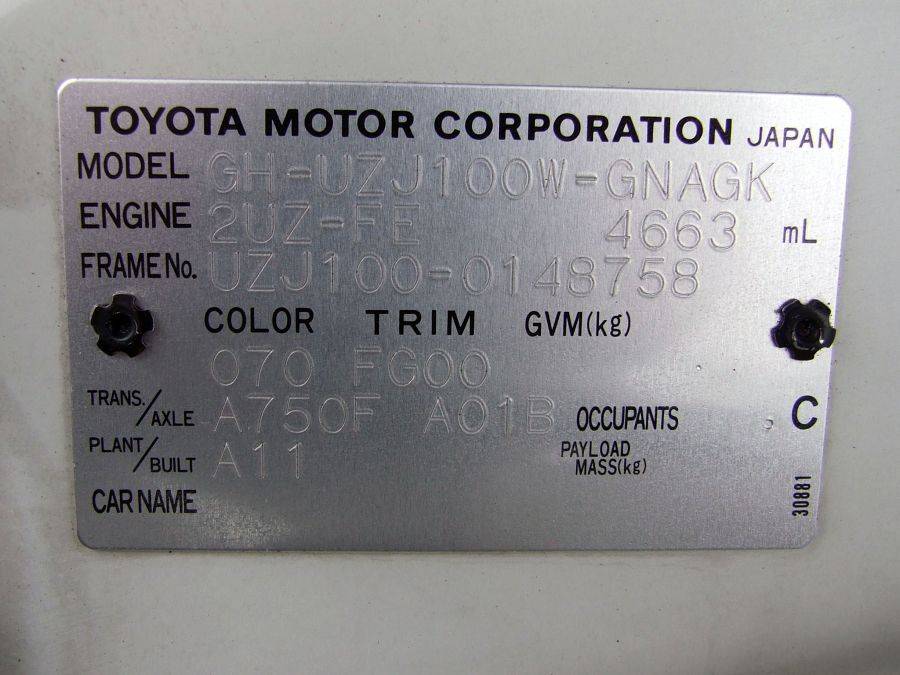 TOYOTA MOTOR CORPORATION JAPAN
MODEL GH-UZJ100W-GNAGK
ENGINE 2UZ-FE 4663 mL
FRAME No. UZJ100-0148758
COLOR TRIM GVM(kg)
070 FG00
TRANS./AXLE A750F A01B OCCUPANTS C
PLANT/BUILT A11 PAYLOAD MASS(kg)
CAR NAME
30881